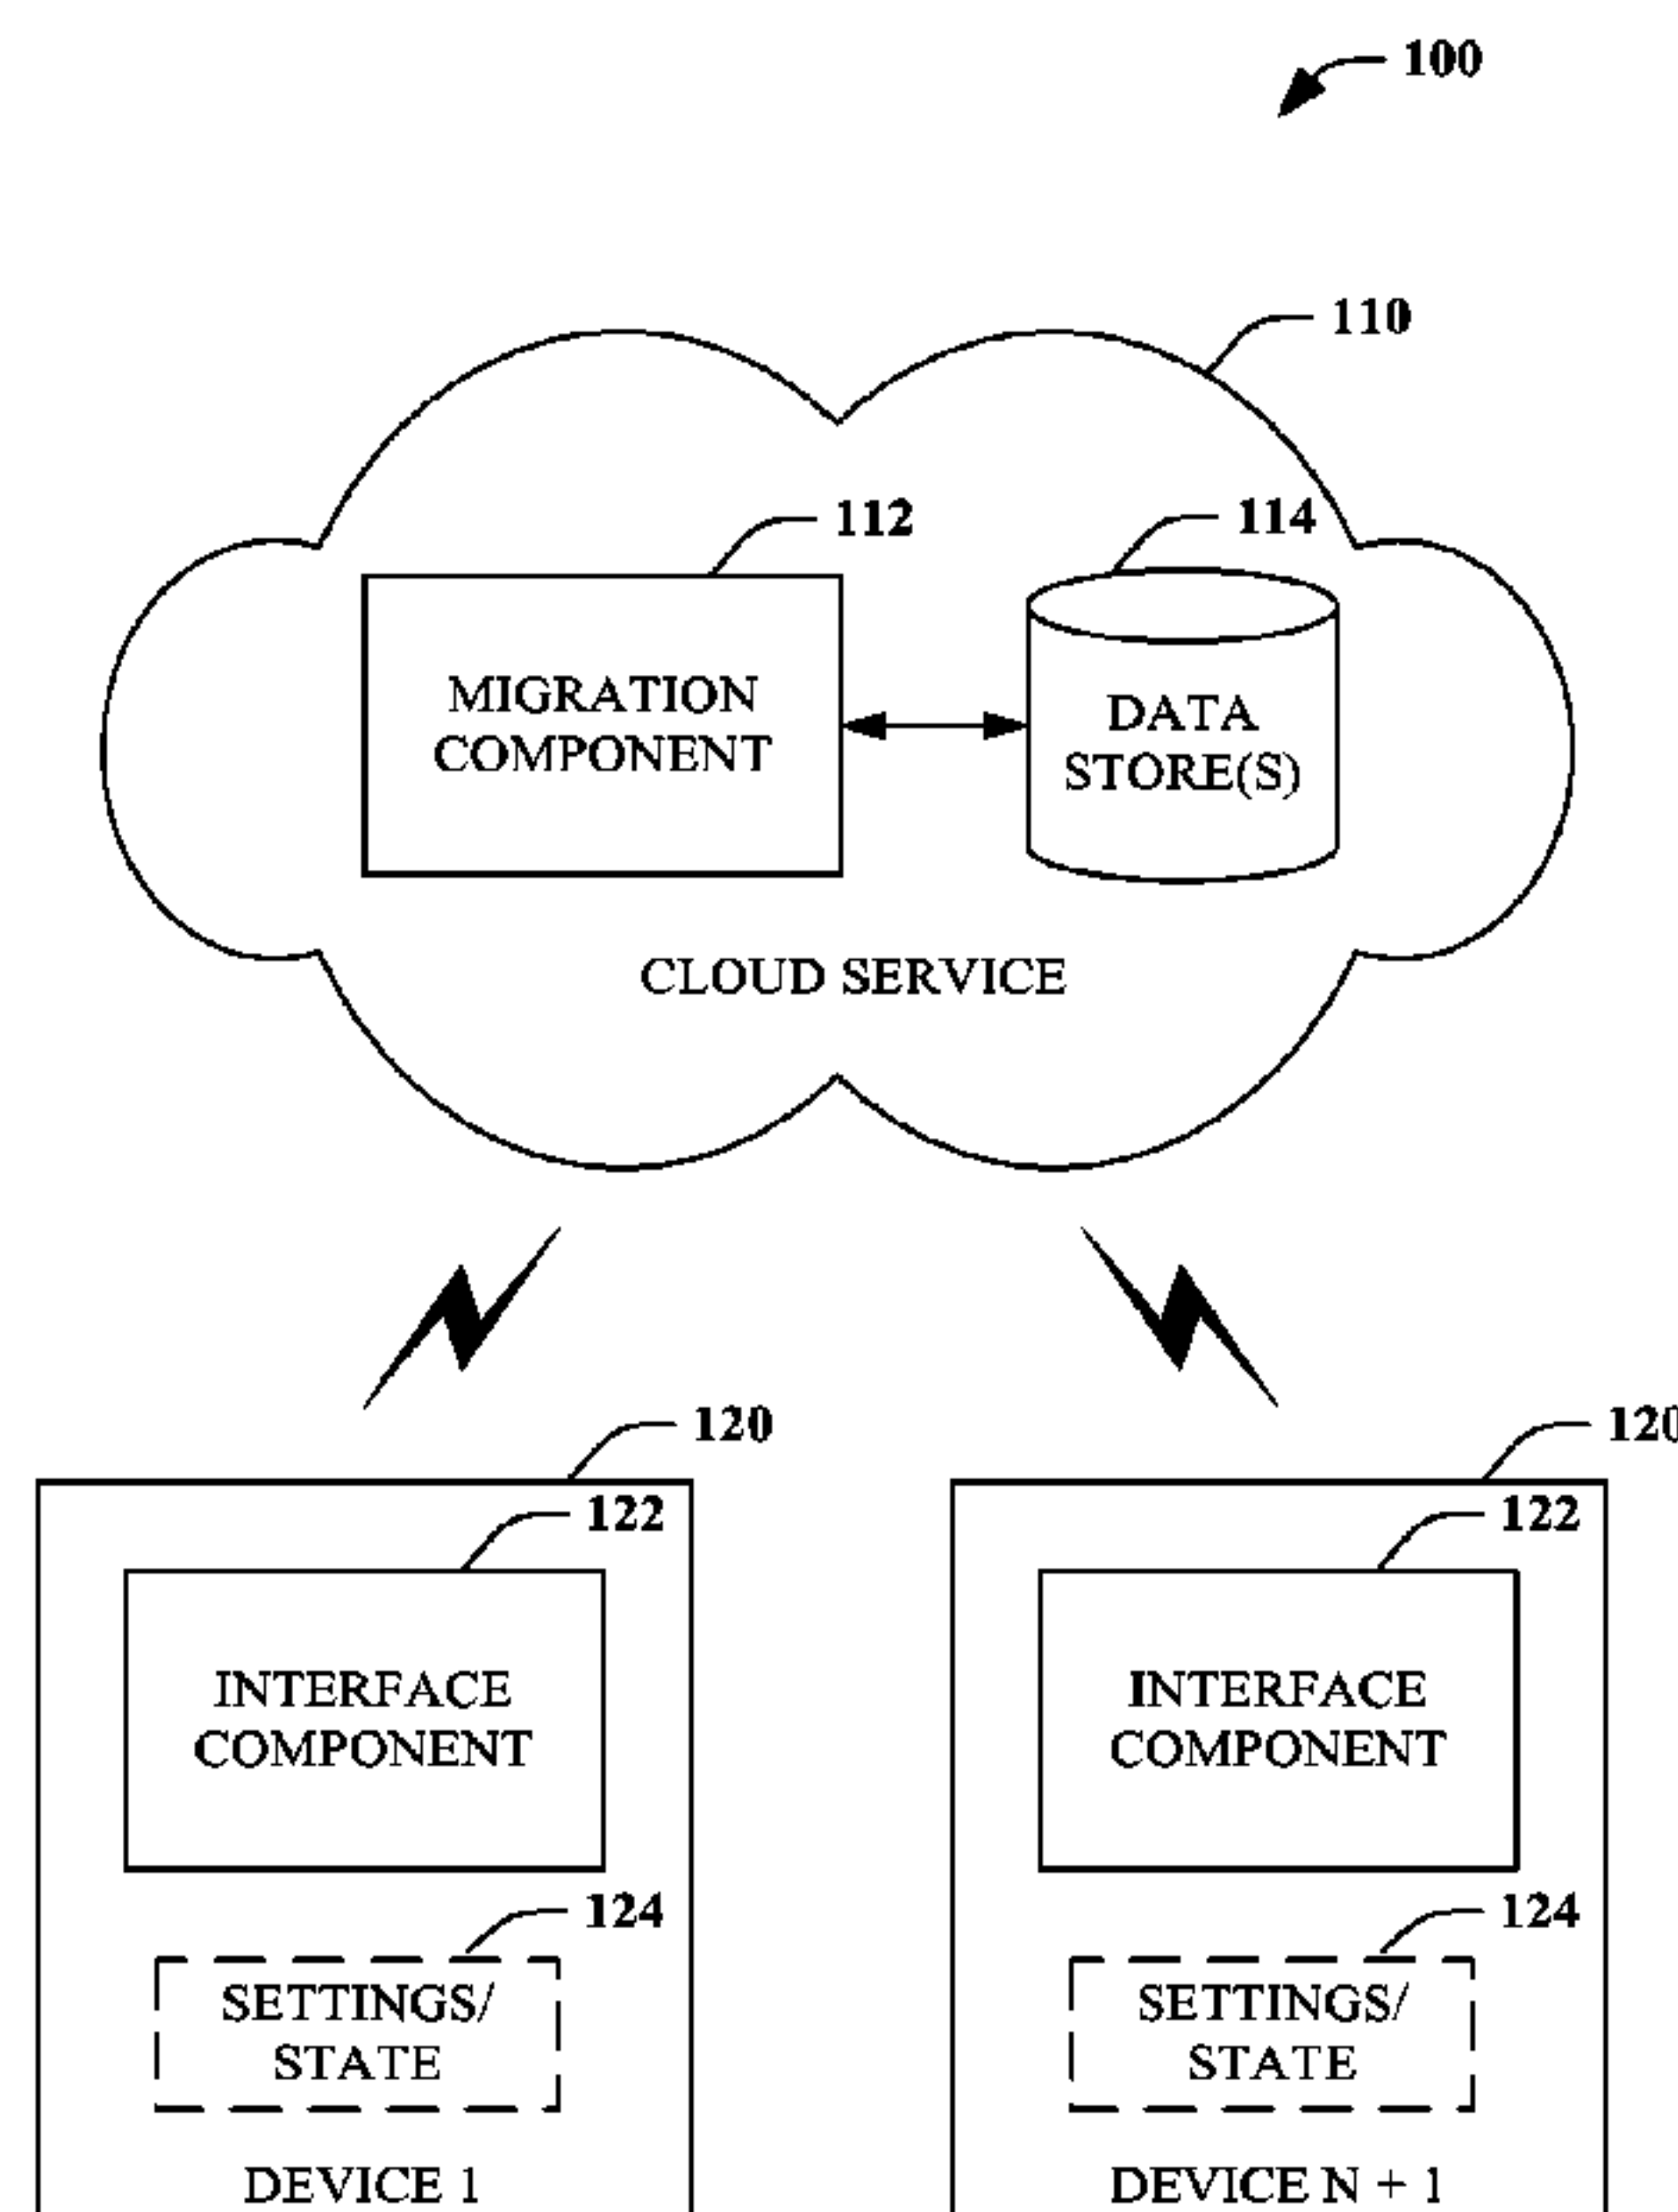 100
110
112
114
MIGRATION
COMPONENT
DATA
STORE(S)
CLOUD SERVICE
120
120
122
122
INTERFACE
COMPONENT
INTERFACE
COMPONENT
124
124
SETTINGS/
STATE
SETTINGS/
STATE
DEVICE 1
DEVICE N + 1